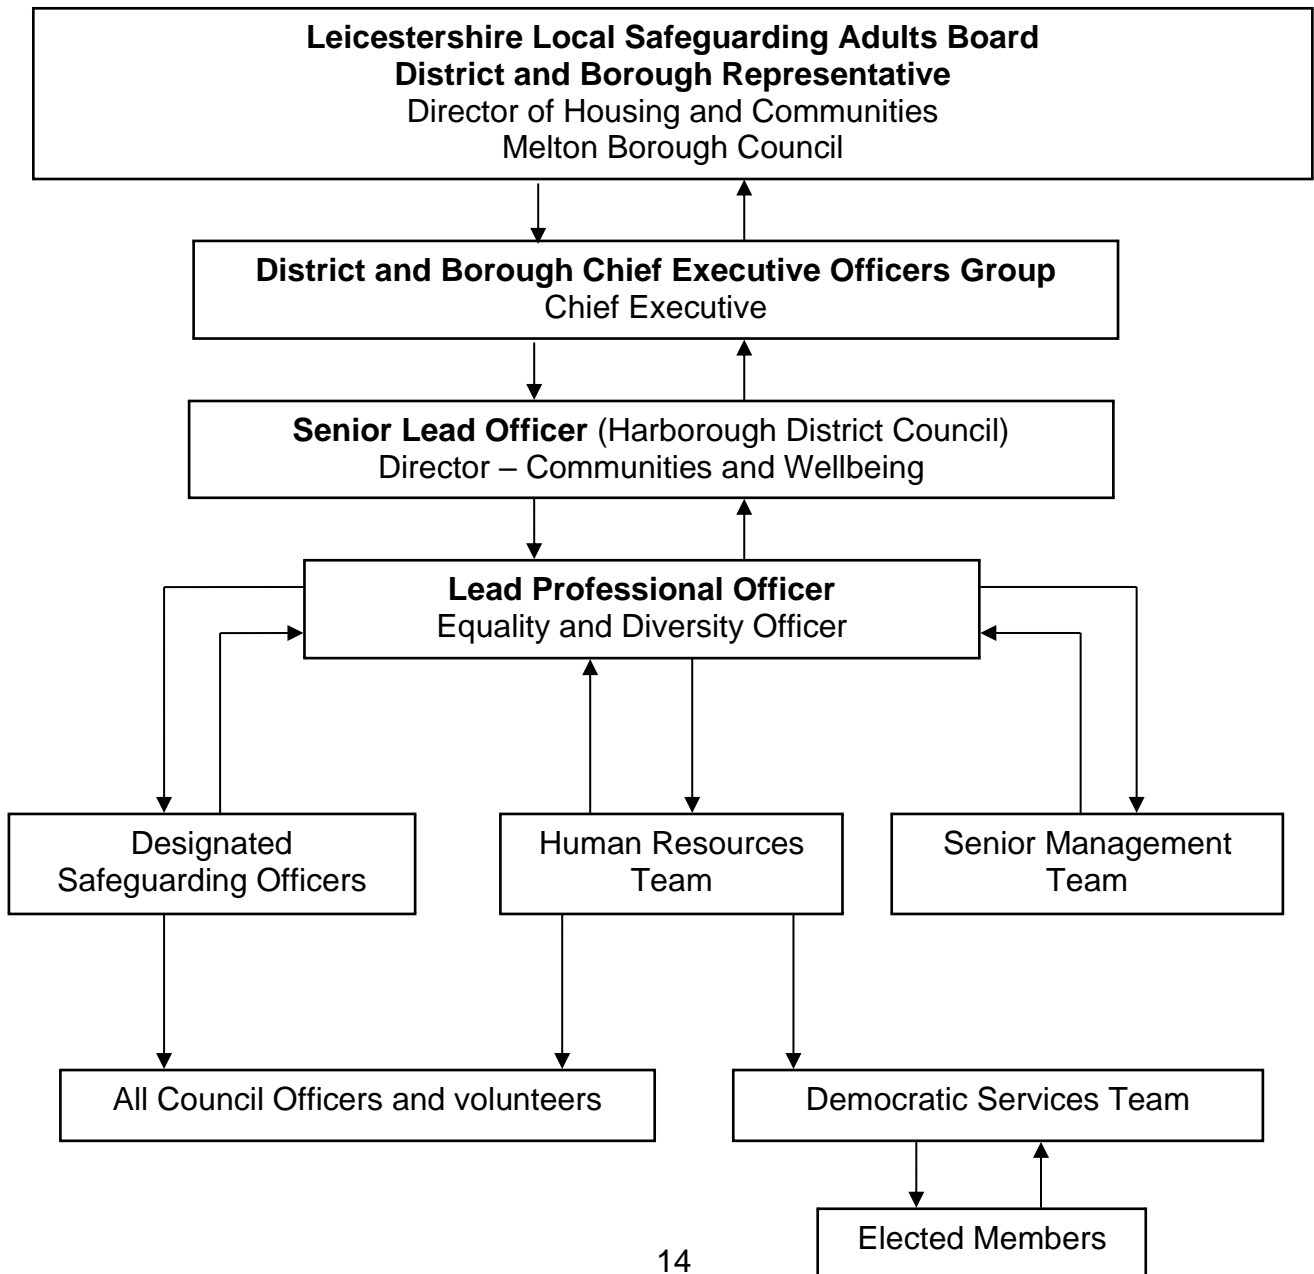 Leicestershire Local Safeguarding Adults Board
District and Borough Representative
Director of Housing and Communities
Melton Borough Council
District and Borough Chief Executive Officers Group
Chief Executive
Senior Lead Officer (Harborough District Council)
Director – Communities and Wellbeing
Lead Professional Officer
Equality and Diversity Officer
Designated
Safeguarding Officers
Human Resources
Team
Senior Management
Team
All Council Officers and volunteers
Democratic Services Team
Elected Members
14